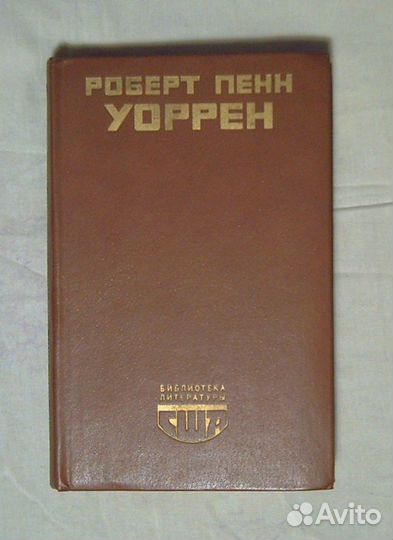 РОБЕРТ ПЕНН
УОРРЕН
БИБЛИОТЕКА
ЛИТЕРАТУРЫ
США
Avito